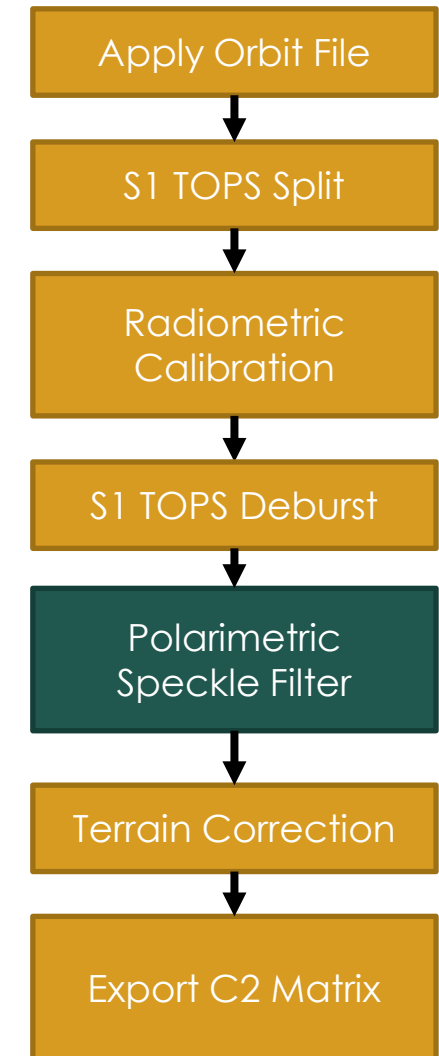 Apply Orbit File
S1 TOPS Split
Radiometric
Calibration
S1 TOPS Deburst
Polarimetric
Speckle Filter
Terrain Correction
Export C2 Matrix